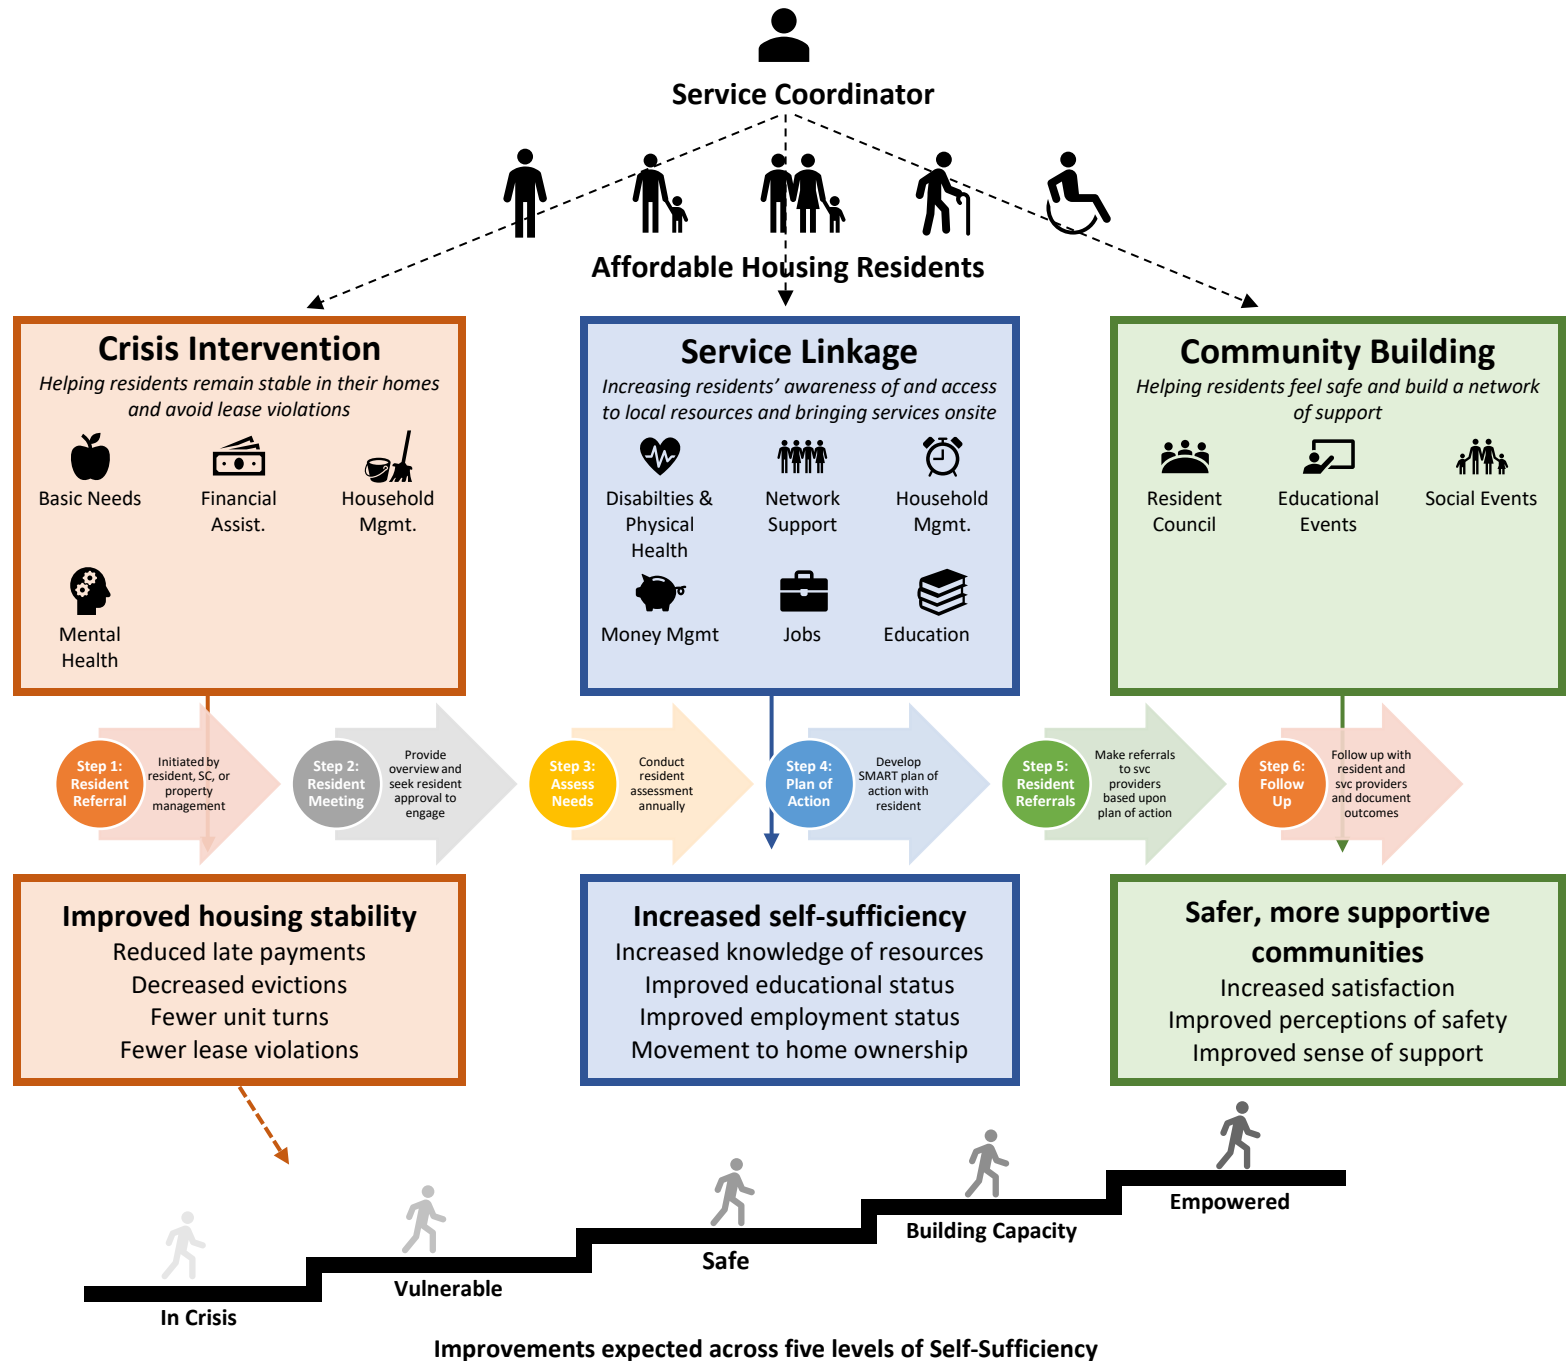 Service Coordinator
Affordable Housing Residents
Crisis Intervention
Helping residents remain stable in their homes
and avoid lease violations
Basic Needs
Financial
Assist.
Household
Mgmt.
Mental
Health
Service Linkage
Increasing residents’ awareness of and access
to local resources and bringing services onsite
Disabilties &
Physical
Health
Network
Support
Household
Mgmt.
Money Mgmt
Jobs
Education
Community Building
Helping residents feel safe and build a network
of support
Resident
Council
Educational
Events
Social Events
Step 1:
Resident
Referral
Initiated by
resident, SC, or
property
management
Step 2:
Resident
Meeting
Provide
overview and
seek resident
approval to
engage
Step 3:
Assess
Needs
Conduct
resident
assessment
annually
Step 4:
Plan of
Action
Develop
SMART plan of
action with
resident
Step 5:
Resident
Referrals
Make referrals
to svc
providers
based upon
plan of action
Step 6:
Follow
Up
Follow up with
resident and
svc providers
and document
outcomes
Improved housing stability
Reduced late payments
Decreased evictions
Fewer unit turns
Fewer lease violations
Increased self-sufficiency
Increased knowledge of resources
Improved educational status
Improved employment status
Movement to home ownership
Safer, more supportive
communities
Increased satisfaction
Improved perceptions of safety
Improved sense of support
In Crisis
Vulnerable
Safe
Building Capacity
Empowered
Improvements expected across five levels of Self-Sufficiency